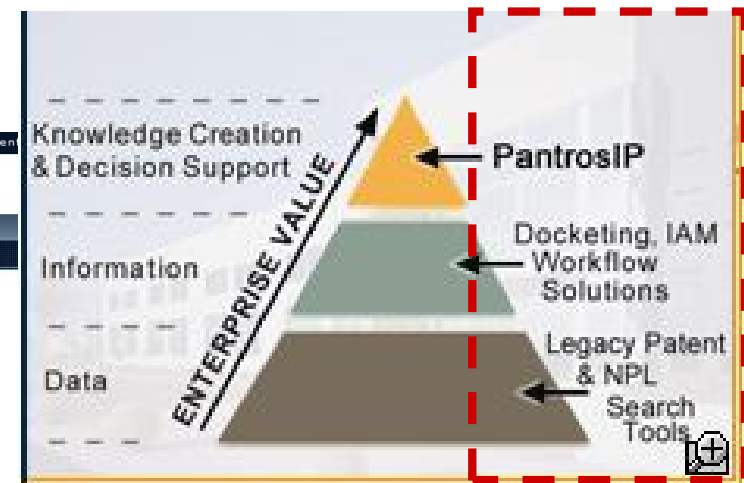 Knowledge Creation
& Decision Support
PantrosIP
ENTERPRISE VALUE
Docketing, IAM
Workflow
Solutions
Information
Legacy Patent
& NPL
Search
Tools
Data